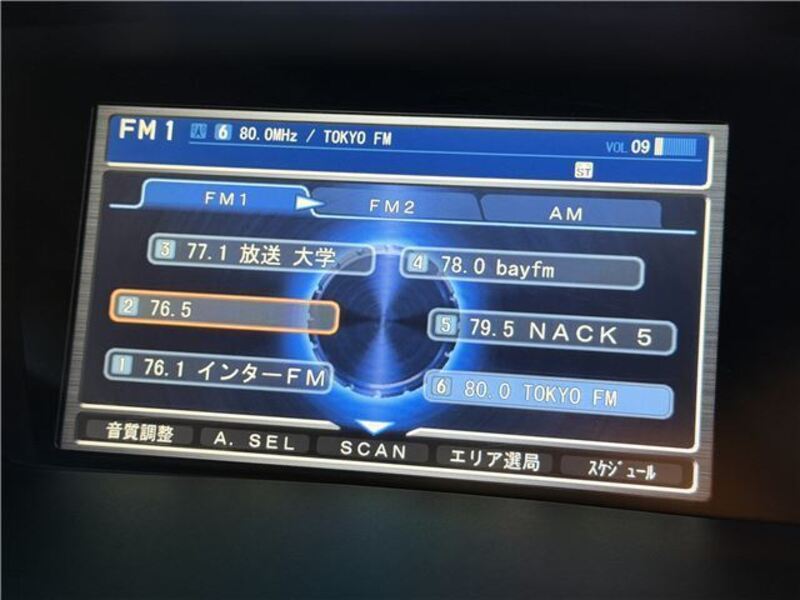 FM1 6 80.0MHz / TOKYO FM VOL 09
ST
FM1 FM2 AM
3 77.1 放送 大学
4 78.0 bayfm
2 76.5
5 79.5 NACK 5
1 76.1 インターFM
6 80.0 TOKYO FM
音質調整 A. SEL SCAN エリア選局 スケジュール